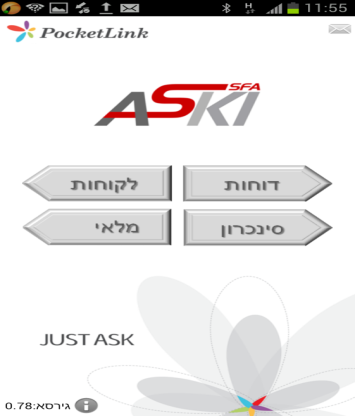 H 11:55
PocketLink
SFA
ASKI
דוחות לקוחות
סינכרון מלאי
JUST ASK
גירסא:0.78